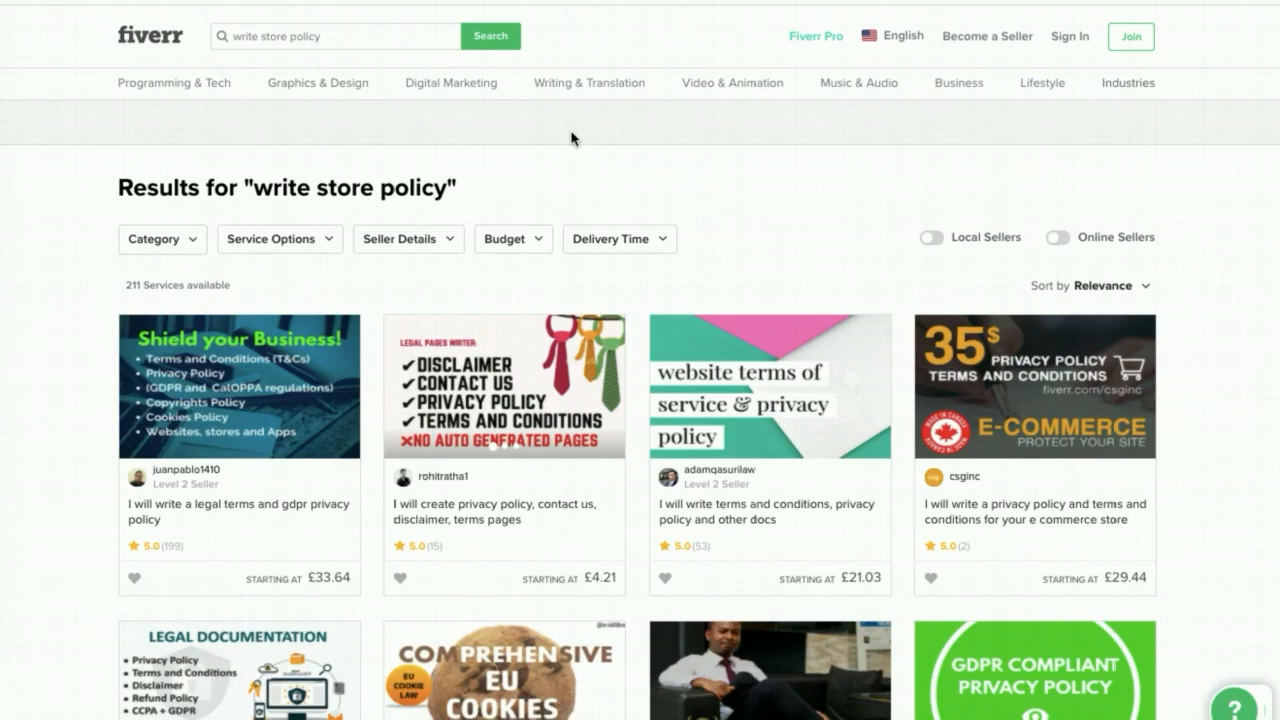 fiverr
write store policy
Search
Fiverr Pro
English
Become a Seller
Sign In
Join
Programming & Tech
Graphics & Design
Digital Marketing
Writing & Translation
Video & Animation
Music & Audio
Business
Lifestyle
Industries
Results for "write store policy"
Category
Service Options
Seller Details
Budget
Delivery Time
Local Sellers
Online Sellers
211 Services available
Sort by Relevance
Shield your Business!
• Terms and Conditions (T&Cs)
• Privacy Policy
• (GDPR and CalOPPA regulations)
• Copyrights Policy
• Cookies Policy
• Websites, stores and Apps
juanpablo1410
Level 2 Seller
I will write a legal terms and gdpr privacy
policy
5.0 (199)
STARTING AT £33.64
LEGAL PAGES WRITER:
✔DISCLAIMER
✔CONTACT US
✔PRIVACY POLICY
✔TERMS AND CONDITIONS
✘NO AUTO GENERATED PAGES
rohitratha1
I will create privacy policy, contact us,
disclaimer, terms pages
5.0 (15)
STARTING AT £4.21
website terms of
service & privacy
policy
adamqasurilaw
Level 2 Seller
I will write terms and conditions, privacy
policy and other docs
5.0 (53)
STARTING AT £21.03
35$ PRIVACY POLICY
TERMS AND CONDITIONS
fiverr.com/csginc
MADE IN CANADA
E-COMMERCE
PROTECT YOUR SITE
csginc
I will write a privacy policy and terms and
conditions for your e commerce store
5.0 (2)
STARTING AT £29.44
LEGAL DOCUMENTATION
• Privacy Policy
• Terms and Conditions
• Disclaimer
• Refund Policy
• CCPA + GDPR
COMPREHENSIVE
EU
COOKIES
EU
COOKIE
LAW
GDPR COMPLIANT
PRIVACY POLICY
?